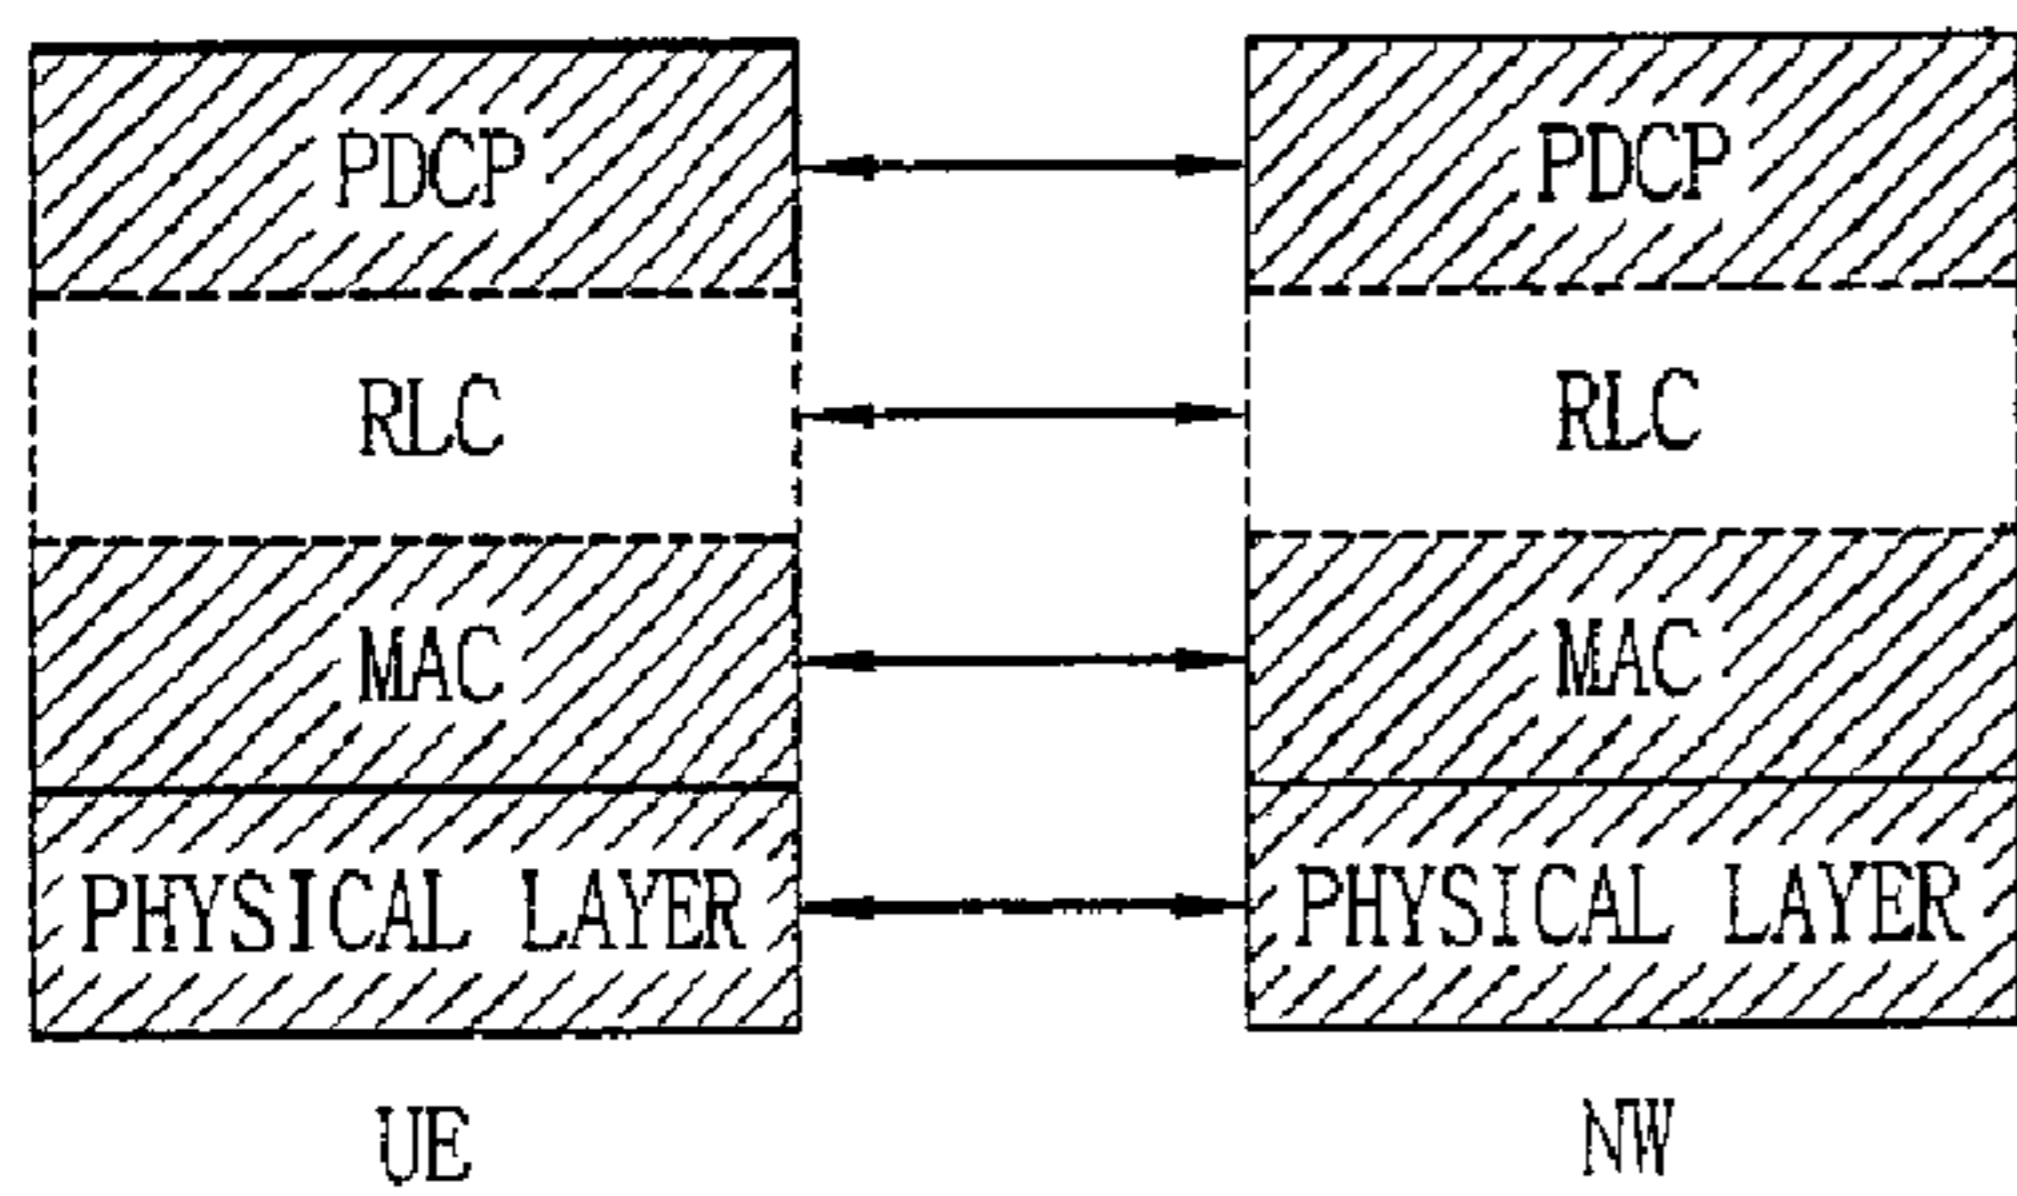 PDCP PDCP
RLC RLC
MAC MAC
PHYSICAL LAYER PHYSICAL LAYER
UE NW